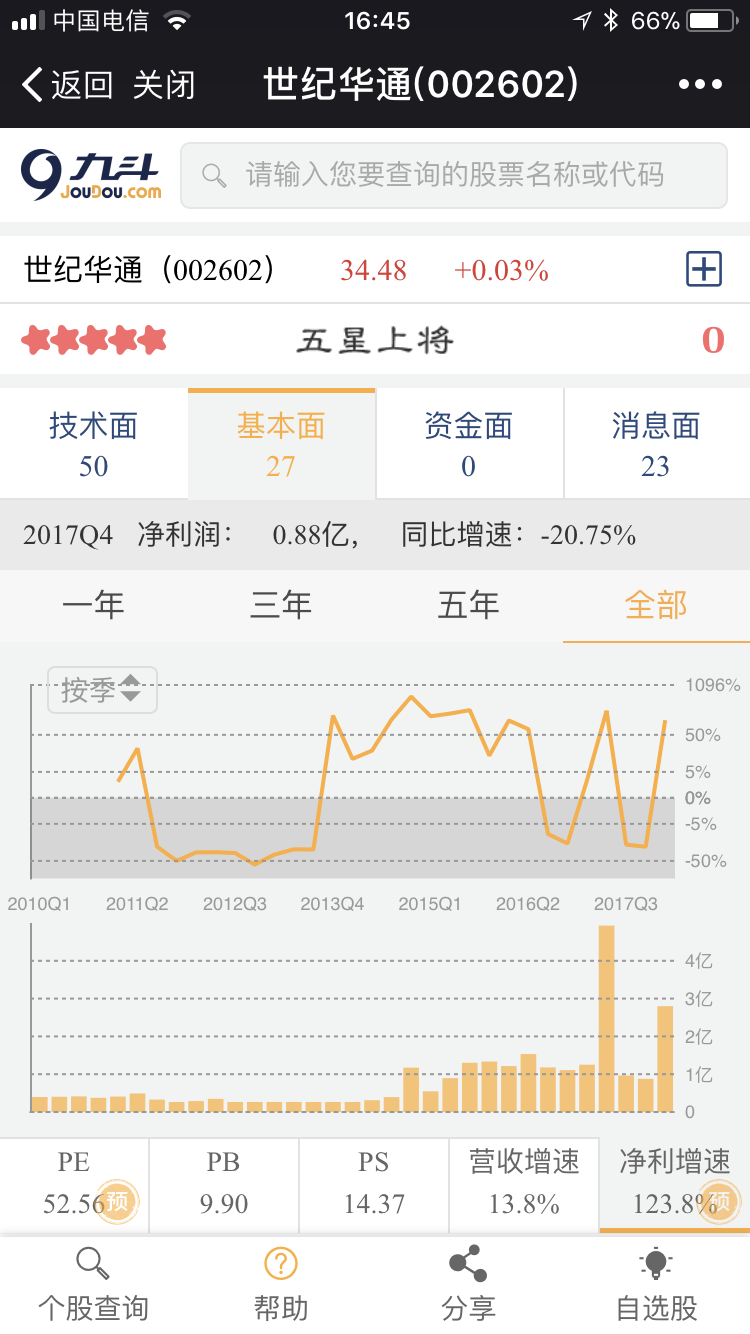 中国电信 16:45 66%
返回 关闭 世纪华通(002602)
九斗 JouDou.com 请输入您要查询的股票名称或代码
世纪华通（002602） 34.48 +0.03%
五星上将 0
技术面 基本面 资金面 消息面
50 27 0 23
2017Q4 净利润： 0.88亿， 同比增速：-20.75%
一年 三年 五年 全部
按季
1096%
50%
5%
0%
-5%
-50%
2010Q1 2011Q2 2012Q3 2013Q4 2015Q1 2016Q2 2017Q3
4亿
3亿
2亿
1亿
0
PE PB PS 营收增速 净利增速
52.56 预 9.90 14.37 13.8% 123.8% 预
个股查询 帮助 分享 自选股